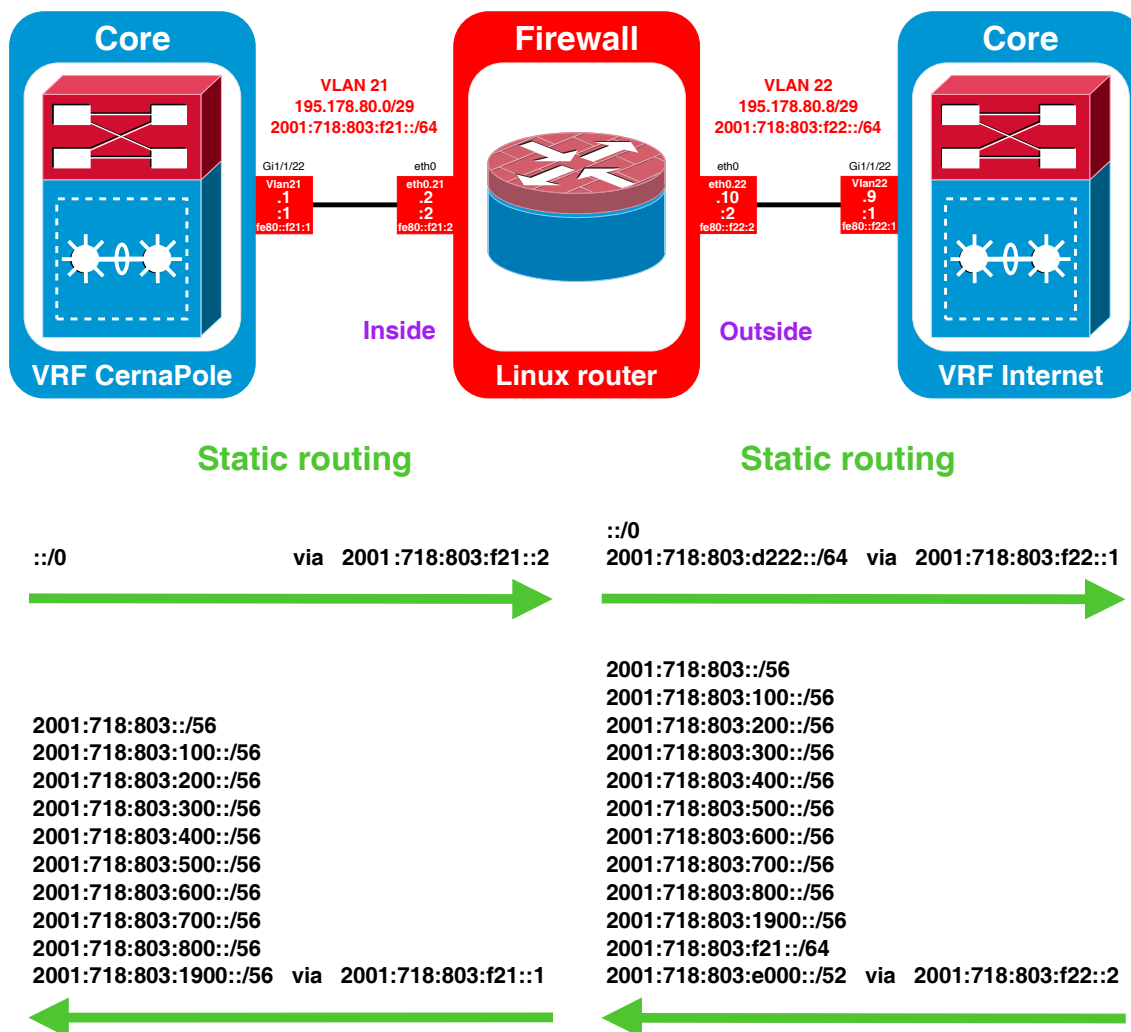 Core
Firewall
Core
VLAN 21
195.178.80.0/29
2001:718:803:f21::/64
VLAN 22
195.178.80.8/29
2001:718:803:f22::/64
Gi1/1/22
eth0
eth0
Gi1/1/22
Vlan21
.1
:1
fe80::f21:1
eth0.21
.2
:2
fe80::f21:2
eth0.22
.10
:2
fe80::f22:2
Vlan22
.9
:1
fe80::f22:1
Inside
Outside
VRF CernaPole
Linux router
VRF Internet
Static routing
::/0 via 2001:718:803:f21::2
2001:718:803::/56
2001:718:803:100::/56
2001:718:803:200::/56
2001:718:803:300::/56
2001:718:803:400::/56
2001:718:803:500::/56
2001:718:803:600::/56
2001:718:803:700::/56
2001:718:803:800::/56
2001:718:803:1900::/56 via 2001:718:803:f21::1
Static routing
::/0
2001:718:803:d222::/64 via 2001:718:803:f22::1
2001:718:803::/56
2001:718:803:100::/56
2001:718:803:200::/56
2001:718:803:300::/56
2001:718:803:400::/56
2001:718:803:500::/56
2001:718:803:600::/56
2001:718:803:700::/56
2001:718:803:800::/56
2001:718:803:1900::/56
2001:718:803:f21::/64
2001:718:803:e000::/52 via 2001:718:803:f22::2